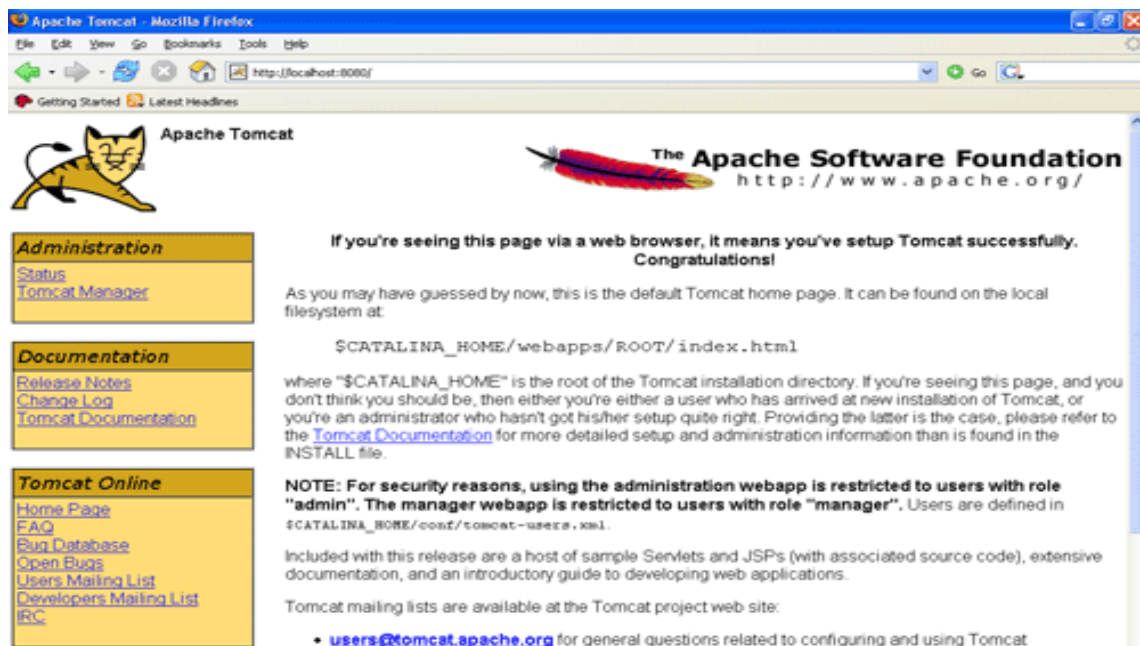 Apache Tomcat - Mozilla Firefox
File Edit View Go Bookmarks Tools Help
http://localhost:8080/
Go
Getting Started Latest Headlines
Apache Tomcat
The Apache Software Foundation
http://www.apache.org/
Administration
Status
Tomcat Manager
Documentation
Release Notes
Change Log
Tomcat Documentation
Tomcat Online
Home Page
FAQ
Bug Database
Open Bugs
Users Mailing List
Developers Mailing List
IRC
If you're seeing this page via a web browser, it means you've setup Tomcat successfully.
Congratulations!
As you may have guessed by now, this is the default Tomcat home page. It can be found on the local
filesystem at:
$CATALINA_HOME/webapps/ROOT/index.html
where "$CATALINA_HOME" is the root of the Tomcat installation directory. If you're seeing this page, and you
don't think you should be, then either you're either a user who has arrived at new installation of Tomcat, or
you're an administrator who hasn't got his/her setup quite right. Providing the latter is the case, please refer to
the Tomcat Documentation for more detailed setup and administration information than is found in the
INSTALL file.
NOTE: For security reasons, using the administration webapp is restricted to users with role
"admin". The manager webapp is restricted to users with role "manager". Users are defined in
$CATALINA_HOME/conf/tomcat-users.xml.
Included with this release are a host of sample Servlets and JSPs (with associated source code), extensive
documentation, and an introductory guide to developing web applications.
Tomcat mailing lists are available at the Tomcat project web site:
• users@tomcat.apache.org for general questions related to configuring and using Tomcat